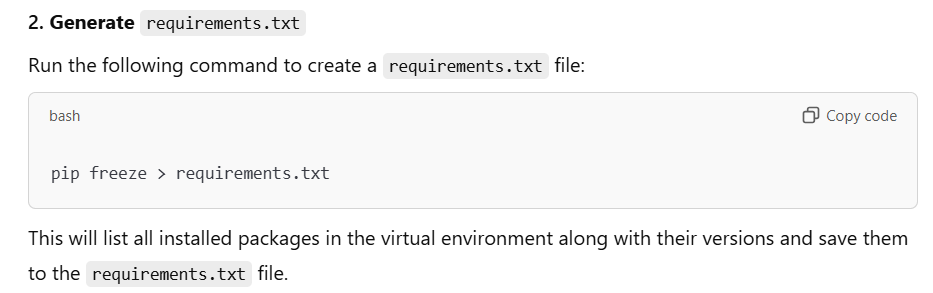 2. Generate requirements.txt
Run the following command to create a requirements.txt file:
bash
Copy code
pip freeze > requirements.txt
This will list all installed packages in the virtual environment along with their versions and save them
to the requirements.txt file.